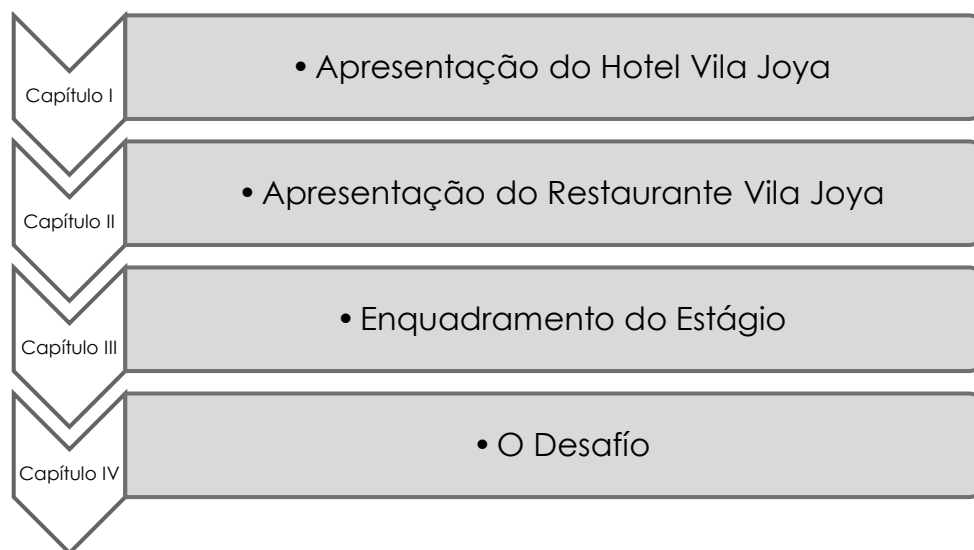 Capítulo I
• Apresentação do Hotel Vila Joya
Capítulo II
• Apresentação do Restaurante Vila Joya
Capítulo III
• Enquadramento do Estágio
Capítulo IV
• O Desafío